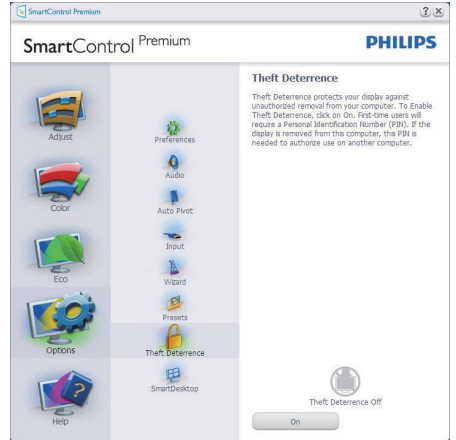 SmartControl Premium
? X
SmartControl Premium
PHILIPS
Adjust
Color
Eco
Options
Help
Preferences
Audio
Auto Pivot
Input
Wizard
Presets
Theft Deterrence
SmartDesktop
Theft Deterrence
Theft Deterrence protects your display against
unauthorized removal from your computer. To Enable
Theft Deterrence, click on On. First-time users will
require a Personal Identification Number (PIN). If the
display is removed from this computer, this PIN is
needed to authorize use on another computer.
Theft Deterrence Off
On